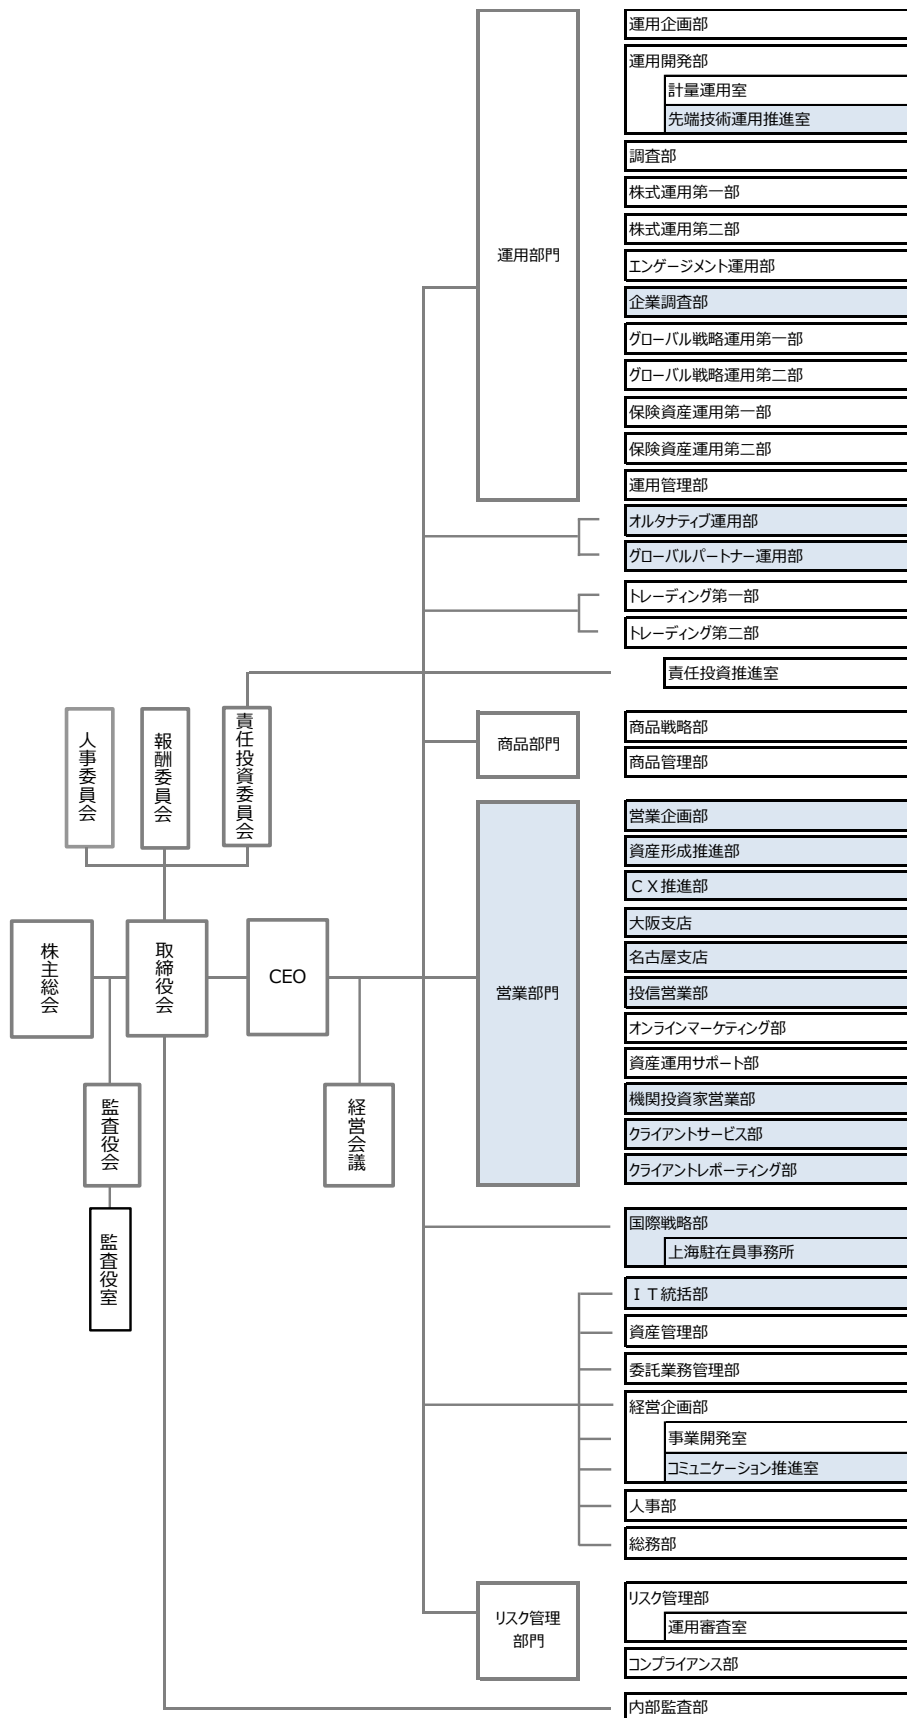 運用企画部
運用開発部
計量運用室
先端技術運用推進室
調査部
株式運用第一部
株式運用第二部
運用部門
エンゲージメント運用部
企業調査部
グローバル戦略運用第一部
グローバル戦略運用第二部
保険資産運用第一部
保険資産運用第二部
運用管理部
オルタナティブ運用部
グローバルパートナー運用部
トレーディング第一部
トレーディング第二部
責任投資推進室
人事委員会
報酬委員会
責任投資委員会
商品部門
商品戦略部
商品管理部
営業企画部
資産形成推進部
ＣＸ推進部
大阪支店
名古屋支店
株主総会
取締役会
CEO
営業部門
投信営業部
オンラインマーケティング部
資産運用サポート部
機関投資家営業部
クライアントサービス部
クライアントレポーティング部
監査役会
経営会議
監査役室
国際戦略部
上海駐在員事務所
ＩＴ統括部
資産管理部
委託業務管理部
経営企画部
事業開発室
コミュニケーション推進室
人事部
総務部
リスク管理
部門
リスク管理部
運用審査室
コンプライアンス部
内部監査部